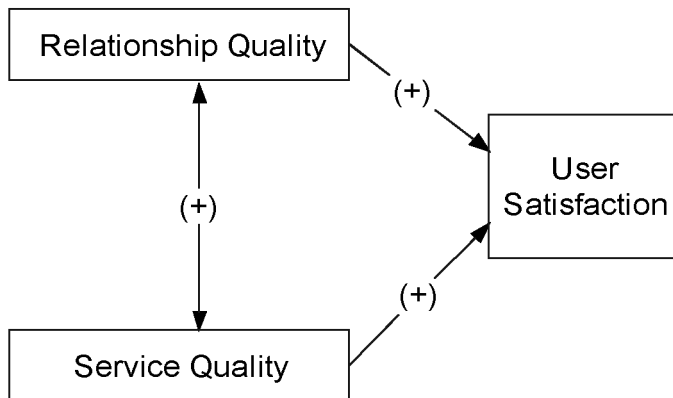 Relationship Quality
(+)
User
Satisfaction
(+)
(+)
Service Quality